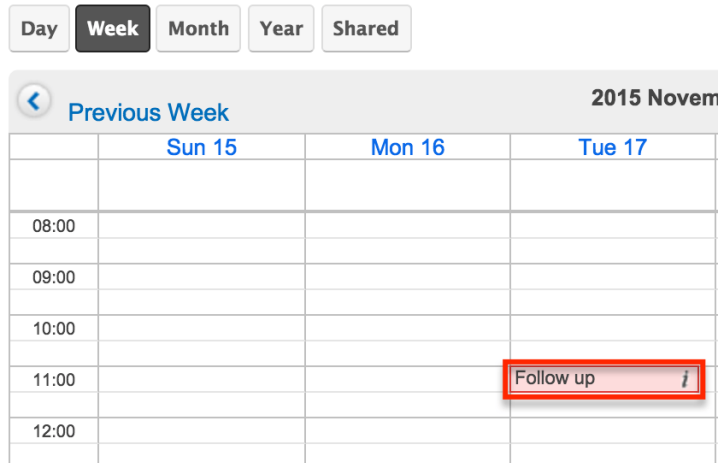 Day Week Month Year Shared
Previous Week 2015 Novem
Sun 15 Mon 16 Tue 17
08:00
09:00
10:00
11:00 Follow up i
12:00